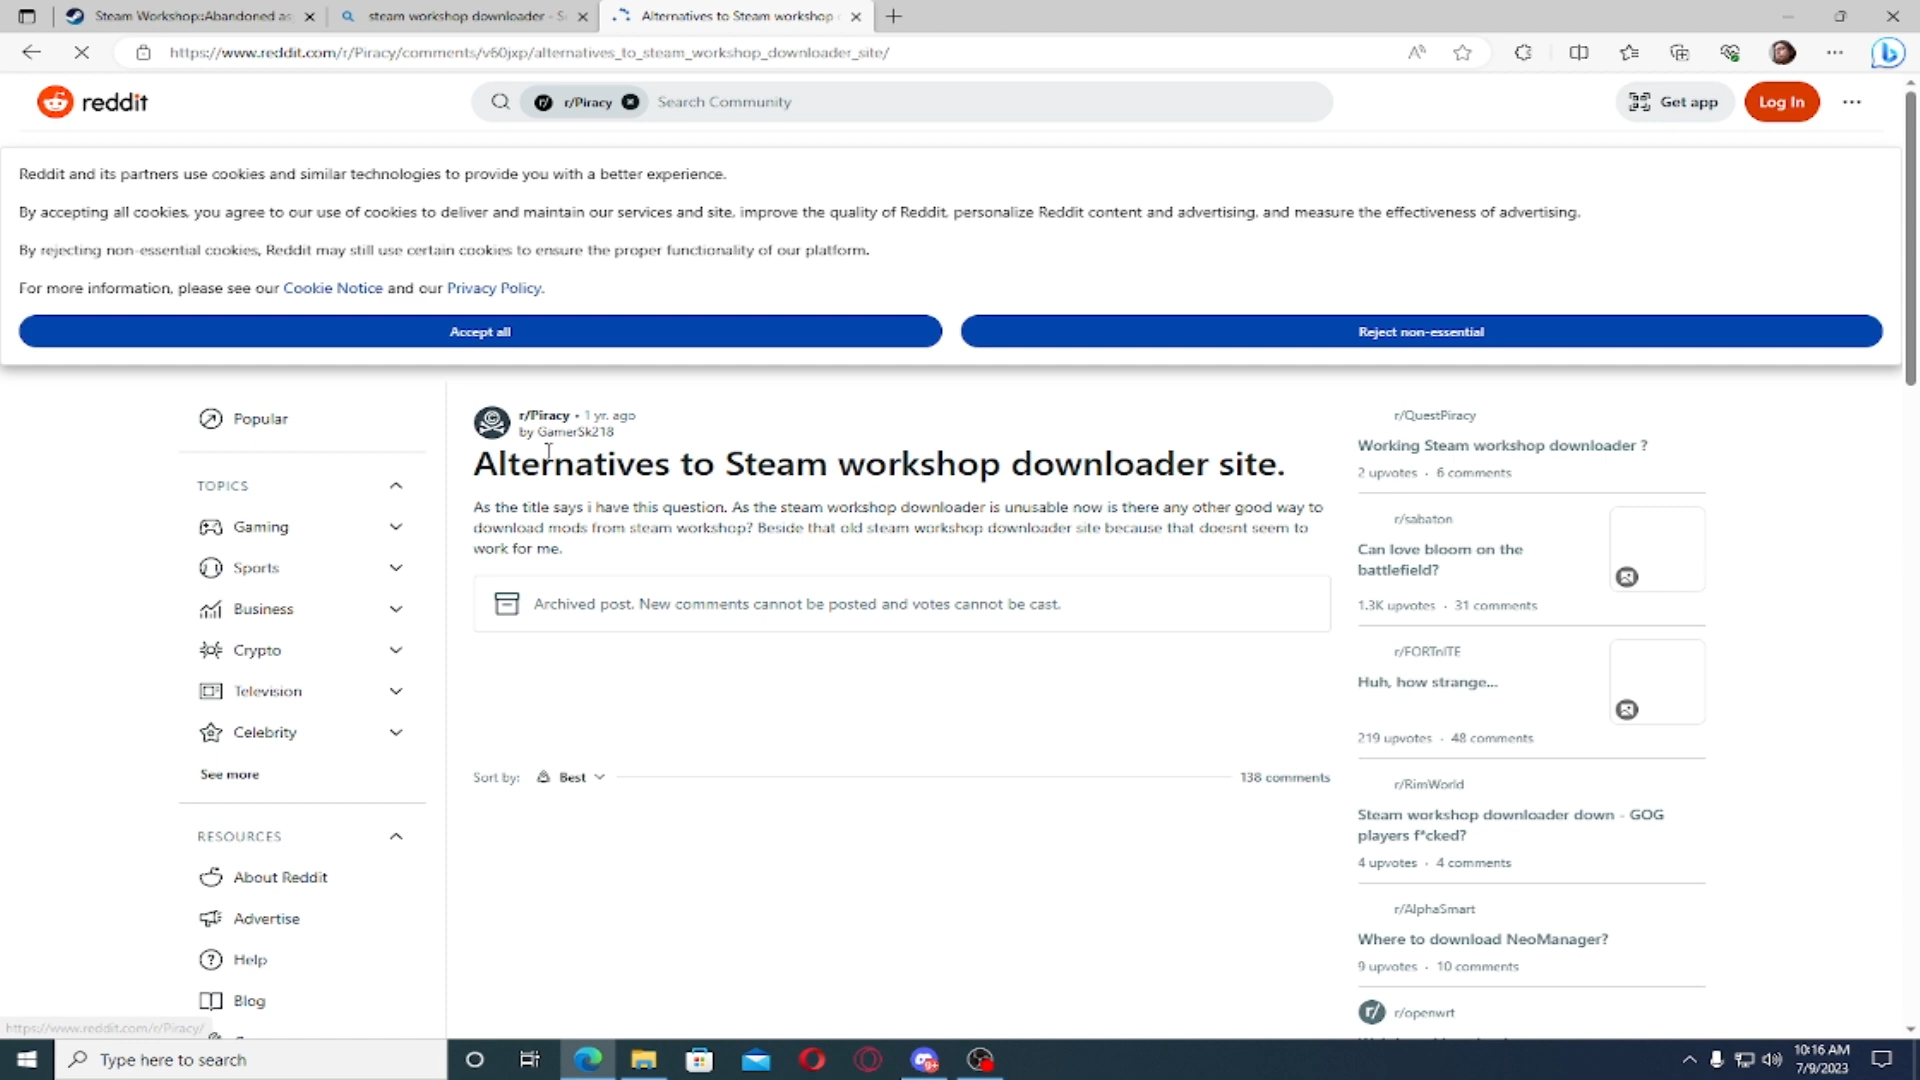 Steam Workshop::Abandoned as
steam workshop downloader - S
Alternatives to Steam workshop
https://www.reddit.com/r/Piracy/comments/v60jxp/alternatives_to_steam_workshop_downloader_site/
reddit
r/Piracy
Search Community
Get app
Log In
Reddit and its partners use cookies and similar technologies to provide you with a better experience.
By accepting all cookies, you agree to our use of cookies to deliver and maintain our services and site, improve the quality of Reddit, personalize Reddit content and advertising, and measure the effectiveness of advertising.
By rejecting non-essential cookies, Reddit may still use certain cookies to ensure the proper functionality of our platform.
For more information, please see our Cookie Notice and our Privacy Policy.
Accept all
Reject non-essential
Popular
TOPICS
Gaming
Sports
Business
Crypto
Television
Celebrity
See more
RESOURCES
About Reddit
Advertise
Help
Blog
https://www.reddit.com/r/Piracy/
r/Piracy • 1 yr. ago
by GamerSk218
Alternatives to Steam workshop downloader site.
As the title says i have this question. As the steam workshop downloader is unusable now is there any other good way to
download mods from steam workshop? Beside that old steam workshop downloader site because that doesnt seem to
work for me.
Archived post. New comments cannot be posted and votes cannot be cast.
Sort by: Best
138 comments
r/QuestPiracy
Working Steam workshop downloader ?
2 upvotes · 6 comments
r/sabaton
Can love bloom on the
battlefield?
1.3K upvotes · 31 comments
r/FORTnITE
Huh, how strange...
219 upvotes · 48 comments
r/RimWorld
Steam workshop downloader down - GOG
players f*cked?
4 upvotes · 4 comments
r/AlphaSmart
Where to download NeoManager?
9 upvotes · 10 comments
r/openwrt
Type here to search
10:16 AM
7/9/2023